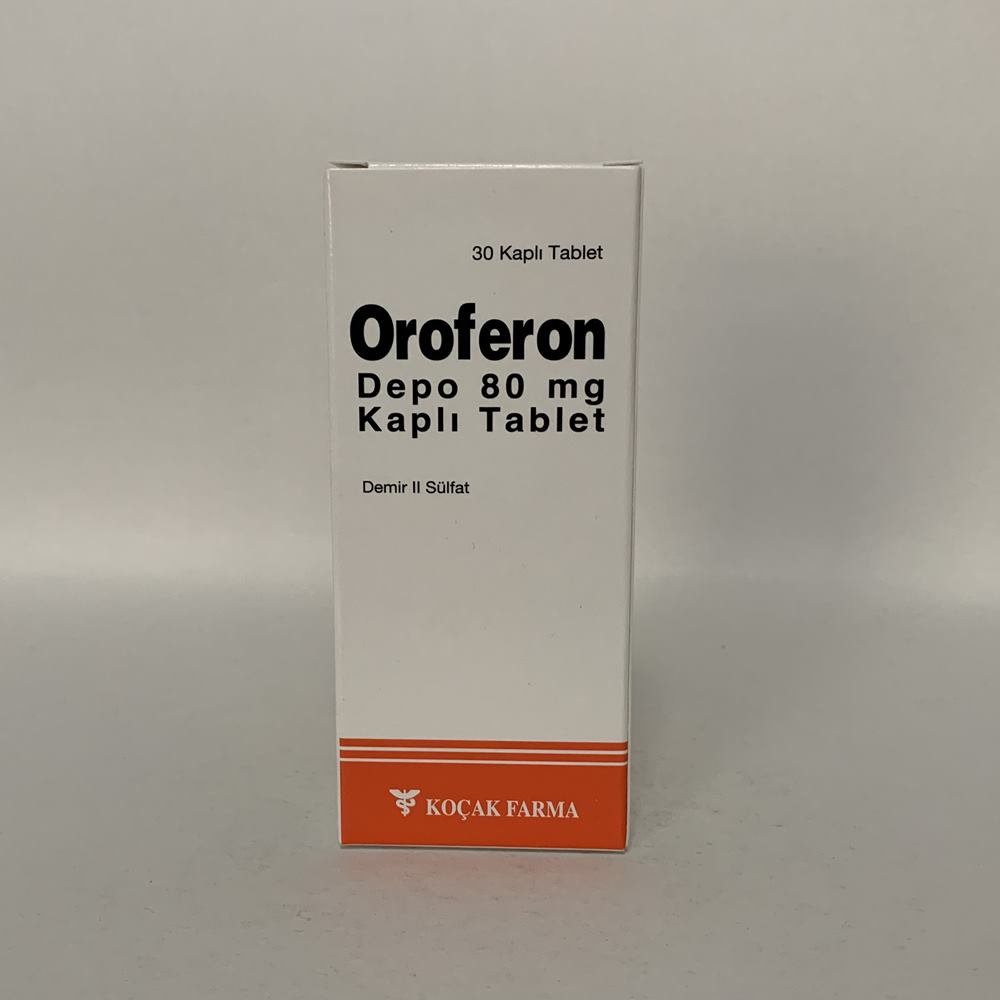 30 Kaplı Tablet
Oroferon
Depo 80 mg
Kaplı Tablet
Demir II Sülfat
KOÇAK FARMA